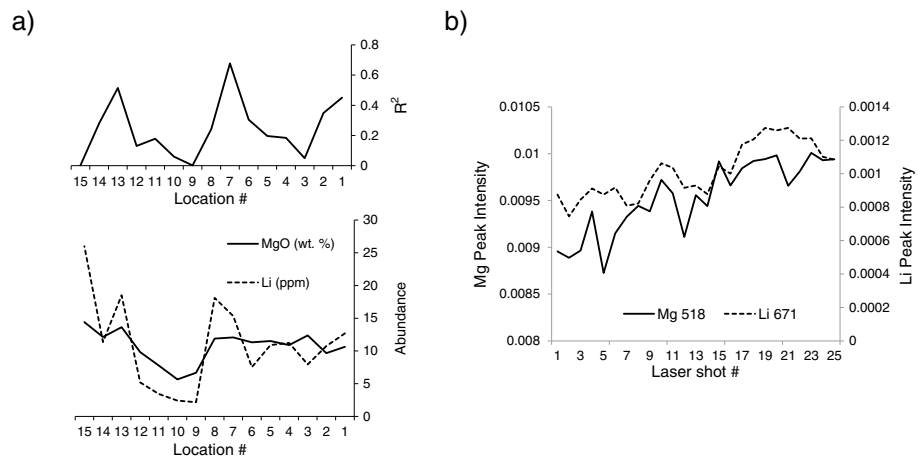 a)
0.8
0.6
0.4
0.2
0
R²
15 14 13 12 11 10 9 8 7 6 5 4 3 2 1
Location #
30
25
20
15
10
5
0
Abundance
MgO (wt. %)
Li (ppm)
15 14 13 12 11 10 9 8 7 6 5 4 3 2 1
Location #
b)
0.0105
0.01
0.0095
0.009
0.0085
0.008
Mg Peak Intensity
0.0014
0.0012
0.001
0.0008
0.0006
0.0004
0.0002
0
Li Peak Intensity
Mg 518 Li 671
1 3 5 7 9 11 13 15 17 19 21 23 25
Laser shot #